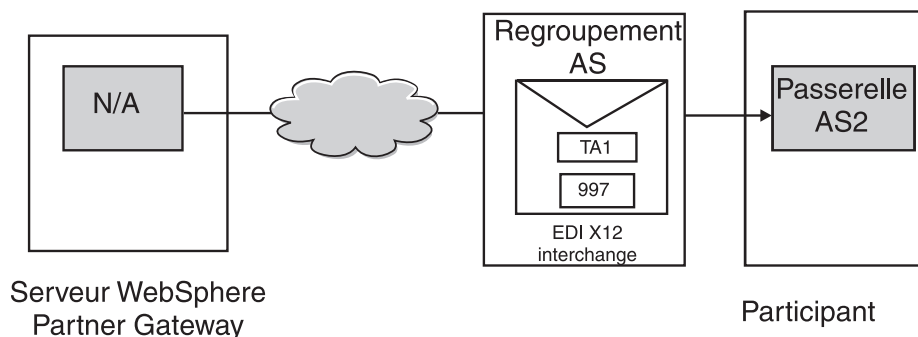 N/A
Serveur WebSphere
Partner Gateway
Regroupement
AS
TA1
997
EDI X12
interchange
Passerelle
AS2
Participant